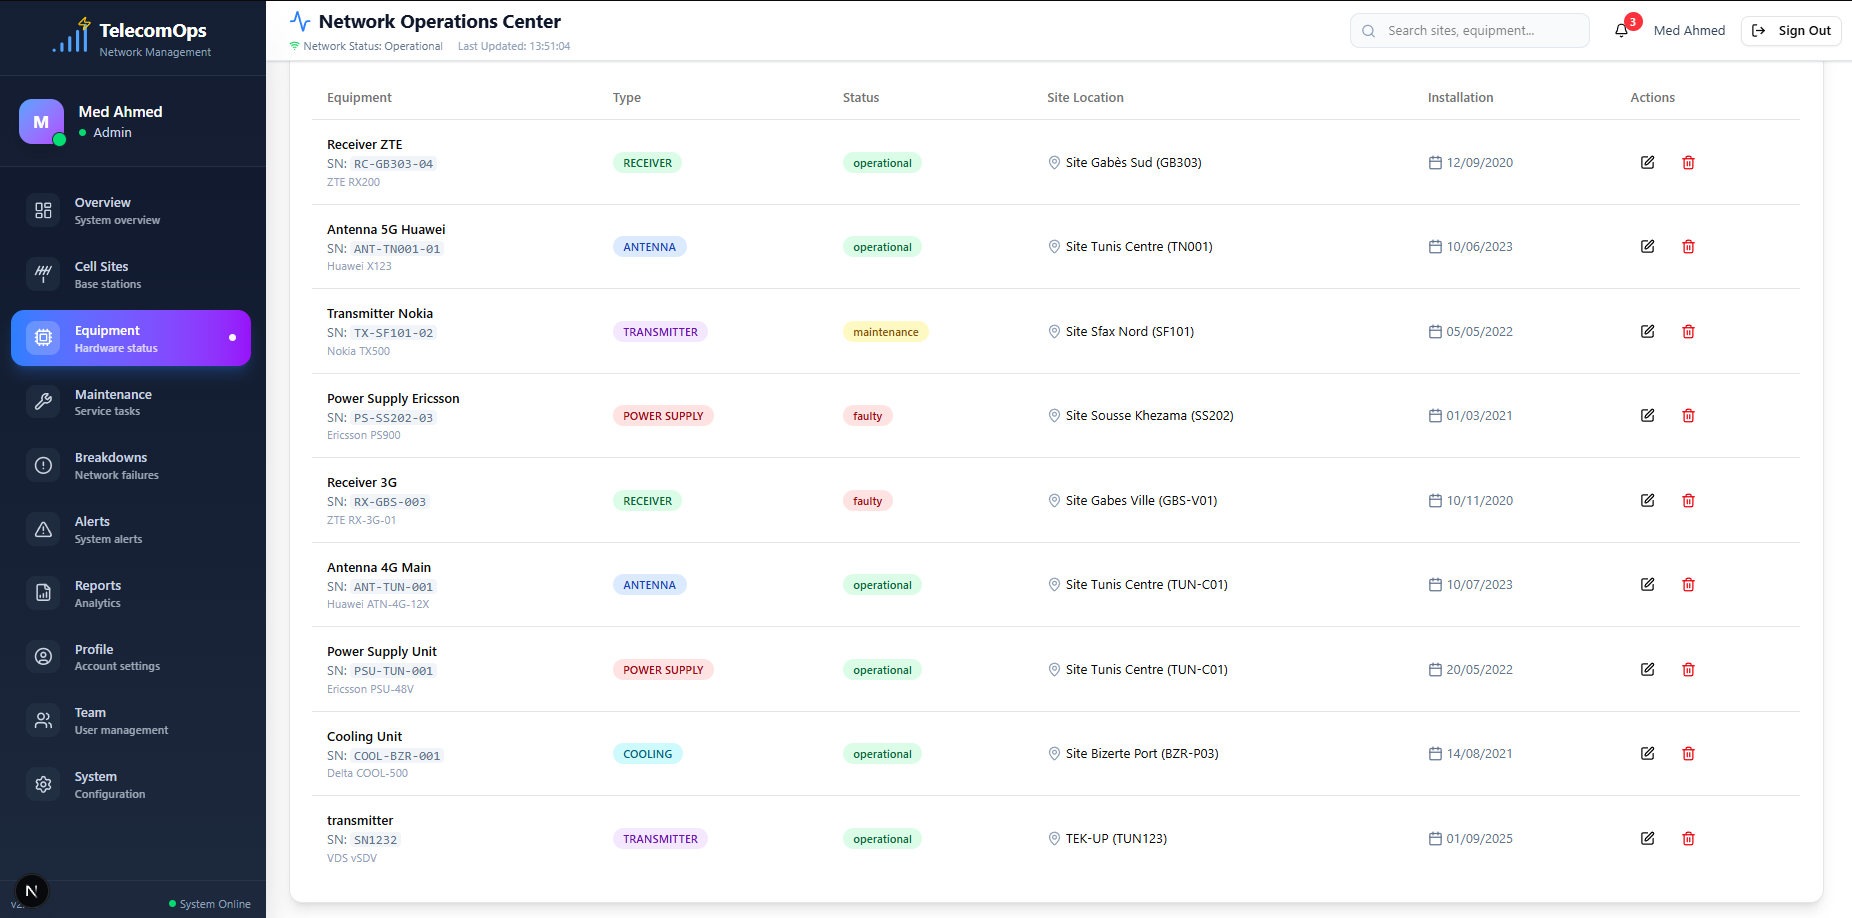 TelecomOps
Network Management
M
Med Ahmed
Admin
Overview
System overview
Cell Sites
Base stations
Equipment
Hardware status
Maintenance
Service tasks
Breakdowns
Network failures
Alerts
System alerts
Reports
Analytics
Profile
Account settings
Team
User management
System
Configuration
N
System Online
Network Operations Center
Network Status: Operational Last Updated: 13:51:04
Search sites, equipment...
3
Med Ahmed
Sign Out
Equipment Type Status Site Location Installation Actions
Receiver ZTE
SN: RC-GB303-04
ZTE RX200
RECEIVER operational Site Gabès Sud (GB303) 12/09/2020
Antenna 5G Huawei
SN: ANT-TN001-01
Huawei X123
ANTENNA operational Site Tunis Centre (TN001) 10/06/2023
Transmitter Nokia
SN: TX-SF101-02
Nokia TX500
TRANSMITTER maintenance Site Sfax Nord (SF101) 05/05/2022
Power Supply Ericsson
SN: PS-SS202-03
Ericsson PS900
POWER SUPPLY faulty Site Sousse Khezama (SS202) 01/03/2021
Receiver 3G
SN: RX-GBS-003
ZTE RX-3G-01
RECEIVER faulty Site Gabes Ville (GBS-V01) 10/11/2020
Antenna 4G Main
SN: ANT-TUN-001
Huawei ATN-4G-12X
ANTENNA operational Site Tunis Centre (TUN-C01) 10/07/2023
Power Supply Unit
SN: PSU-TUN-001
Ericsson PSU-48V
POWER SUPPLY operational Site Tunis Centre (TUN-C01) 20/05/2022
Cooling Unit
SN: COOL-BZR-001
Delta COOL-500
COOLING operational Site Bizerte Port (BZR-P03) 14/08/2021
transmitter
SN: SN1232
VDS vSDV
TRANSMITTER operational TEK-UP (TUN123) 01/09/2025